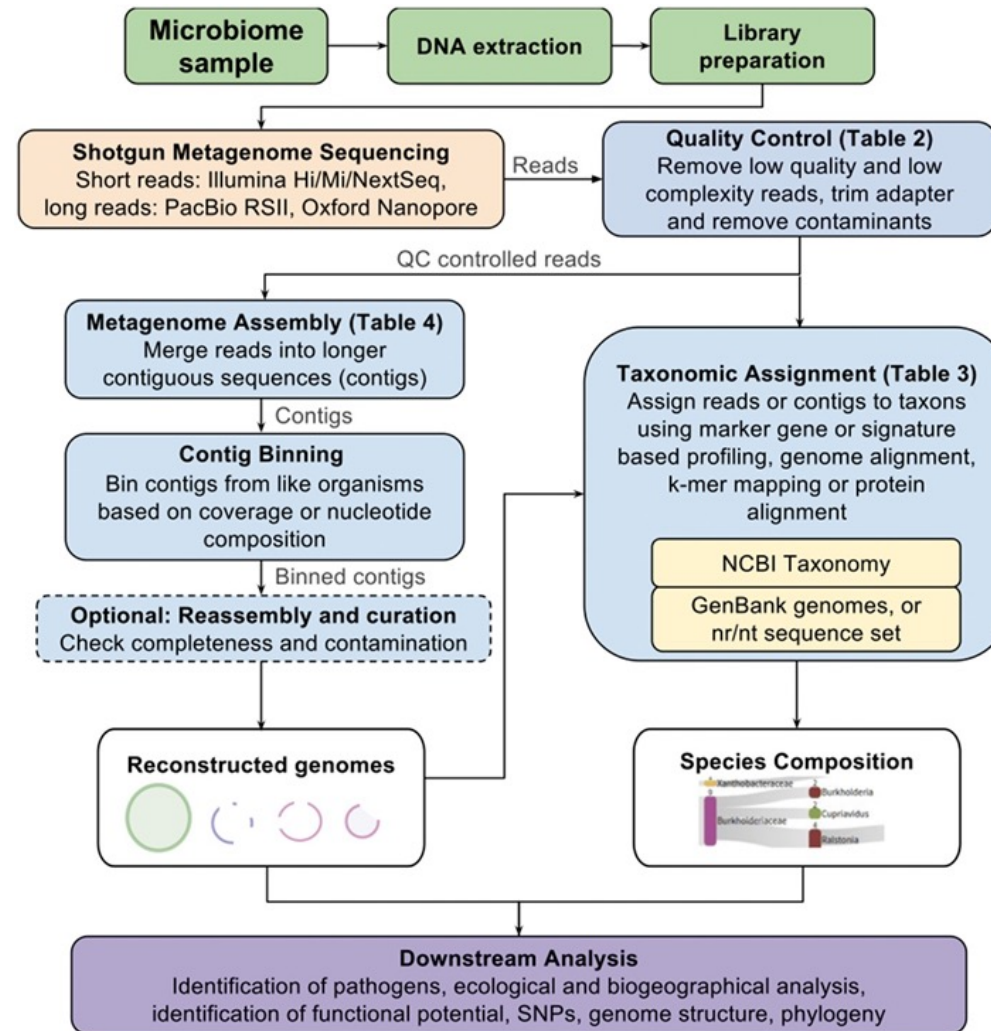 Microbiome
sample
DNA extraction
Library
preparation
Shotgun Metagenome Sequencing
Short reads: Illumina Hi/Mi/NextSeq,
long reads: PacBio RSII, Oxford Nanopore
Reads
Quality Control (Table 2)
Remove low quality and low
complexity reads, trim adapter
and remove contaminants
QC controlled reads
Metagenome Assembly (Table 4)
Merge reads into longer
contiguous sequences (contigs)
Contigs
Contig Binning
Bin contigs from like organisms
based on coverage or nucleotide
composition
Binned contigs
Optional: Reassembly and curation
Check completeness and contamination
Taxonomic Assignment (Table 3)
Assign reads or contigs to taxons
using marker gene or signature
based profiling, genome alignment,
k-mer mapping or protein
alignment
NCBI Taxonomy
GenBank genomes, or
nr/nt sequence set
Reconstructed genomes
Species Composition
Xanthobacteraceae
2
Burkholderia
9
Burkholderiaceae
2
Cupriavidus
4
Ralstonia
Downstream Analysis
Identification of pathogens, ecological and biogeographical analysis,
identification of functional potential, SNPs, genome structure, phylogeny